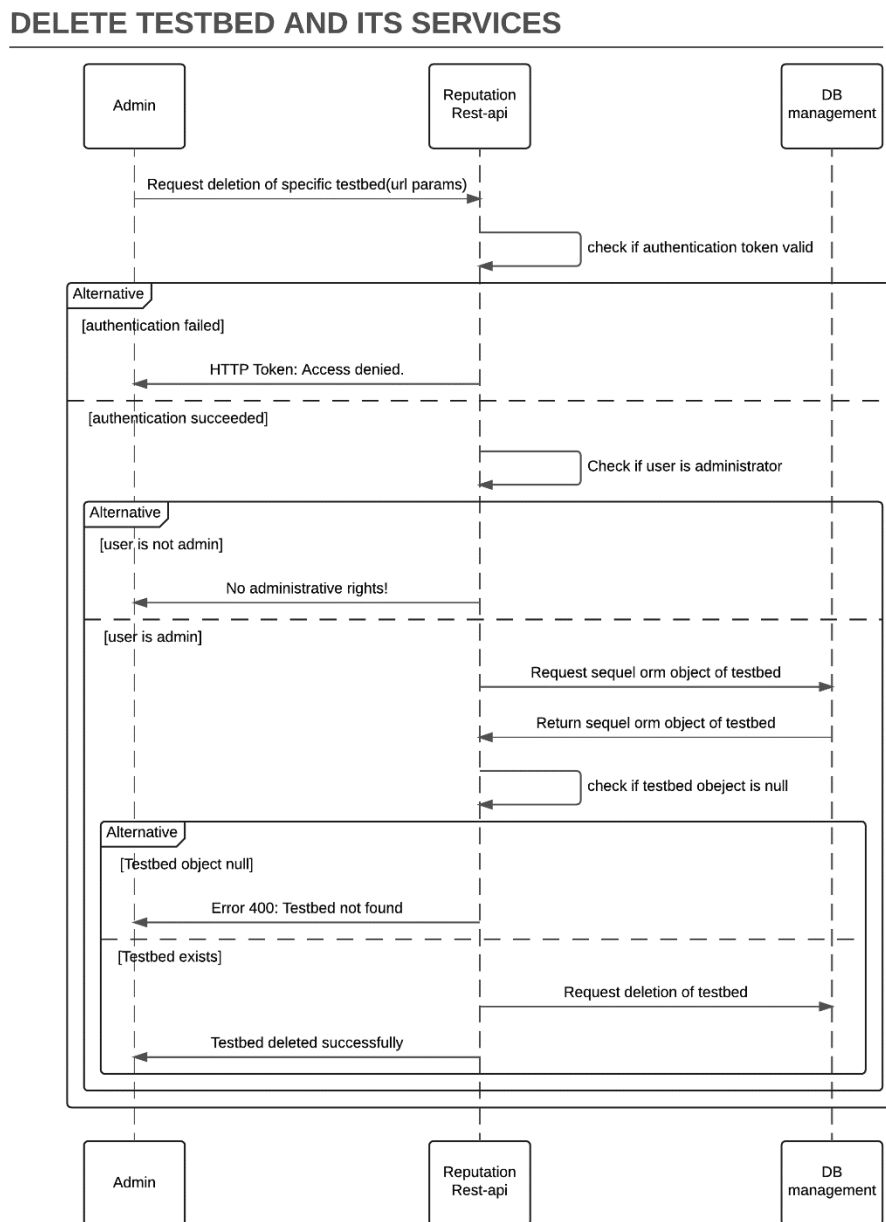 DELETE TESTBED AND ITS SERVICES
Admin
Reputation
Rest-api
DB
management
Request deletion of specific testbed(url params)
check if authentication token valid
Alternative
[authentication failed]
HTTP Token: Access denied.
[authentication succeeded]
Check if user is administrator
Alternative
[user is not admin]
No administrative rights!
[user is admin]
Request sequel orm object of testbed
Return sequel orm object of testbed
check if testbed obeject is null
Alternative
[Testbed object null]
Error 400: Testbed not found
[Testbed exists]
Request deletion of testbed
Testbed deleted successfully
Admin
Reputation
Rest-api
DB
management